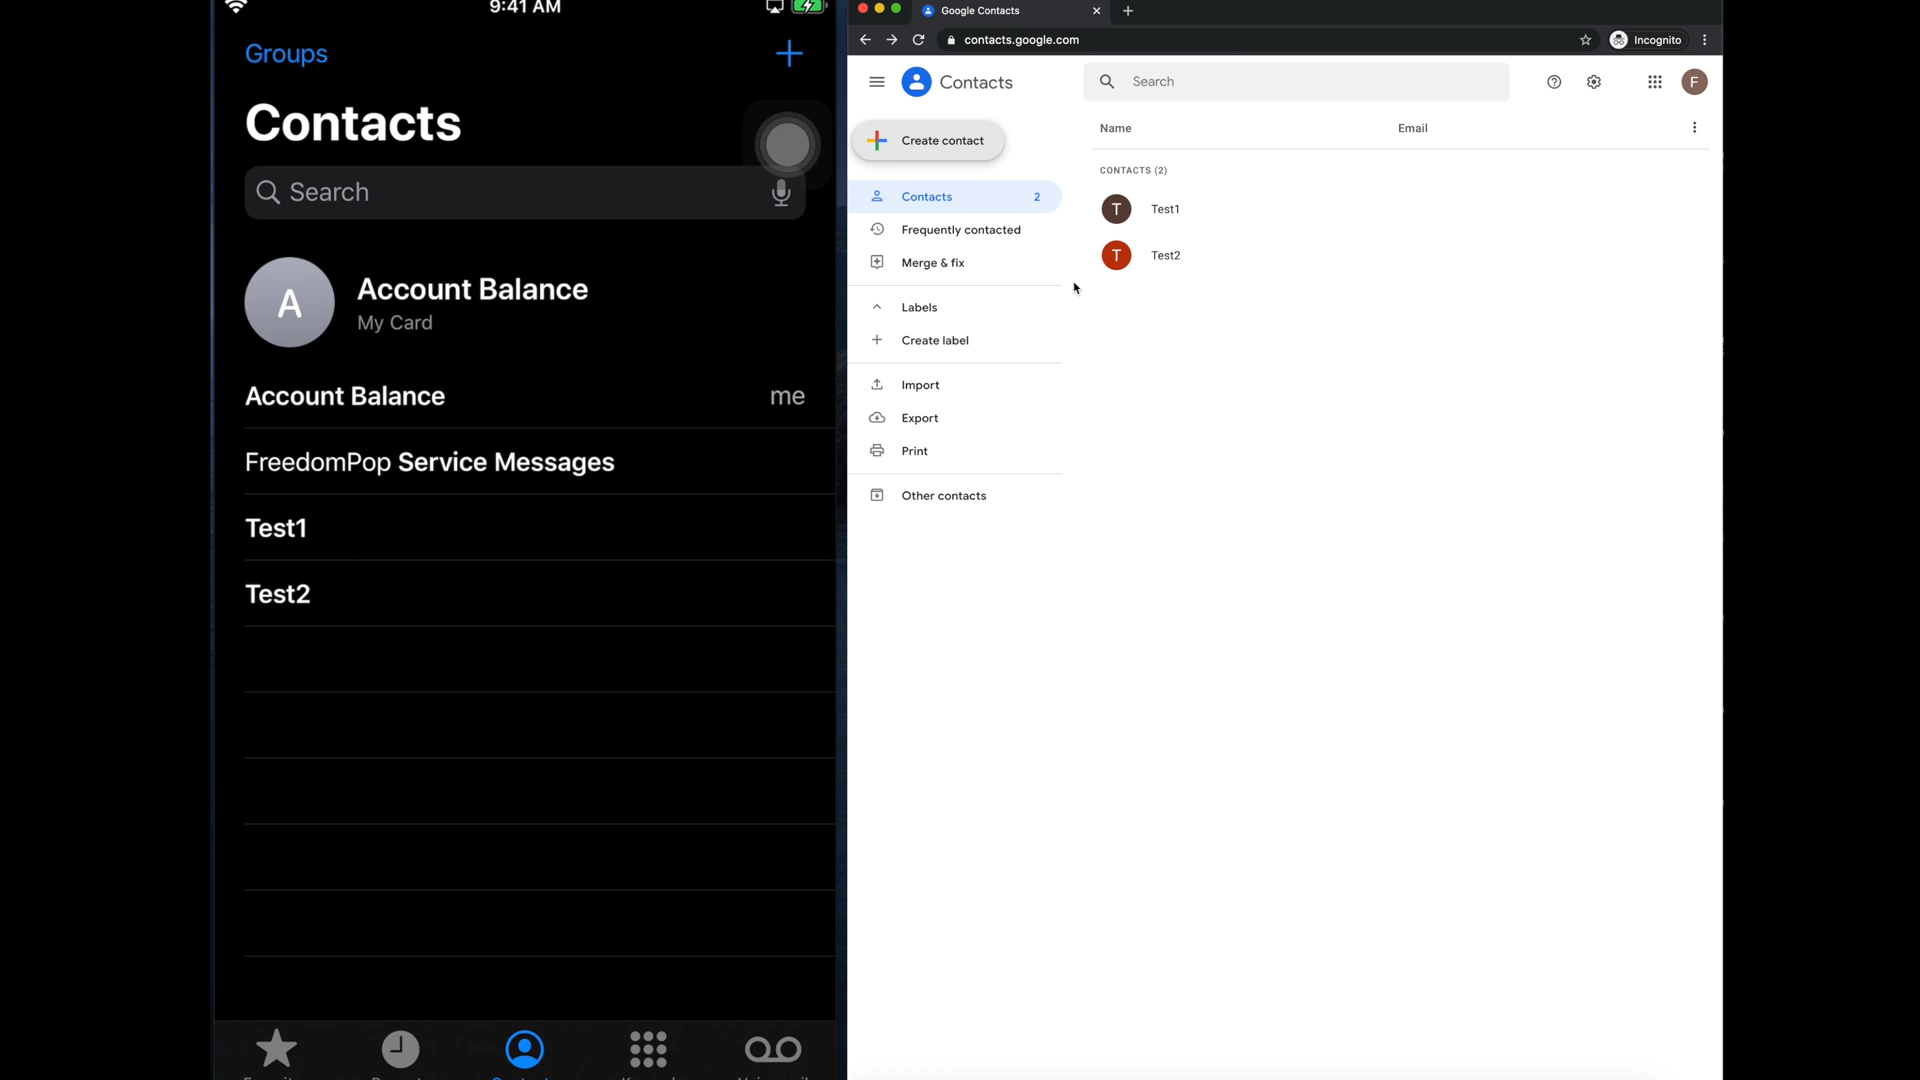 9:41 AM
Groups
Contacts
Search
A
Account Balance
My Card
Account Balance me
FreedomPop Service Messages
Test1
Test2
Google Contacts
contacts.google.com
Incognito
Contacts
Search
F
Create contact
Contacts 2
Frequently contacted
Merge & fix
Labels
Create label
Import
Export
Print
Other contacts
Name Email
CONTACTS (2)
T Test1
T Test2